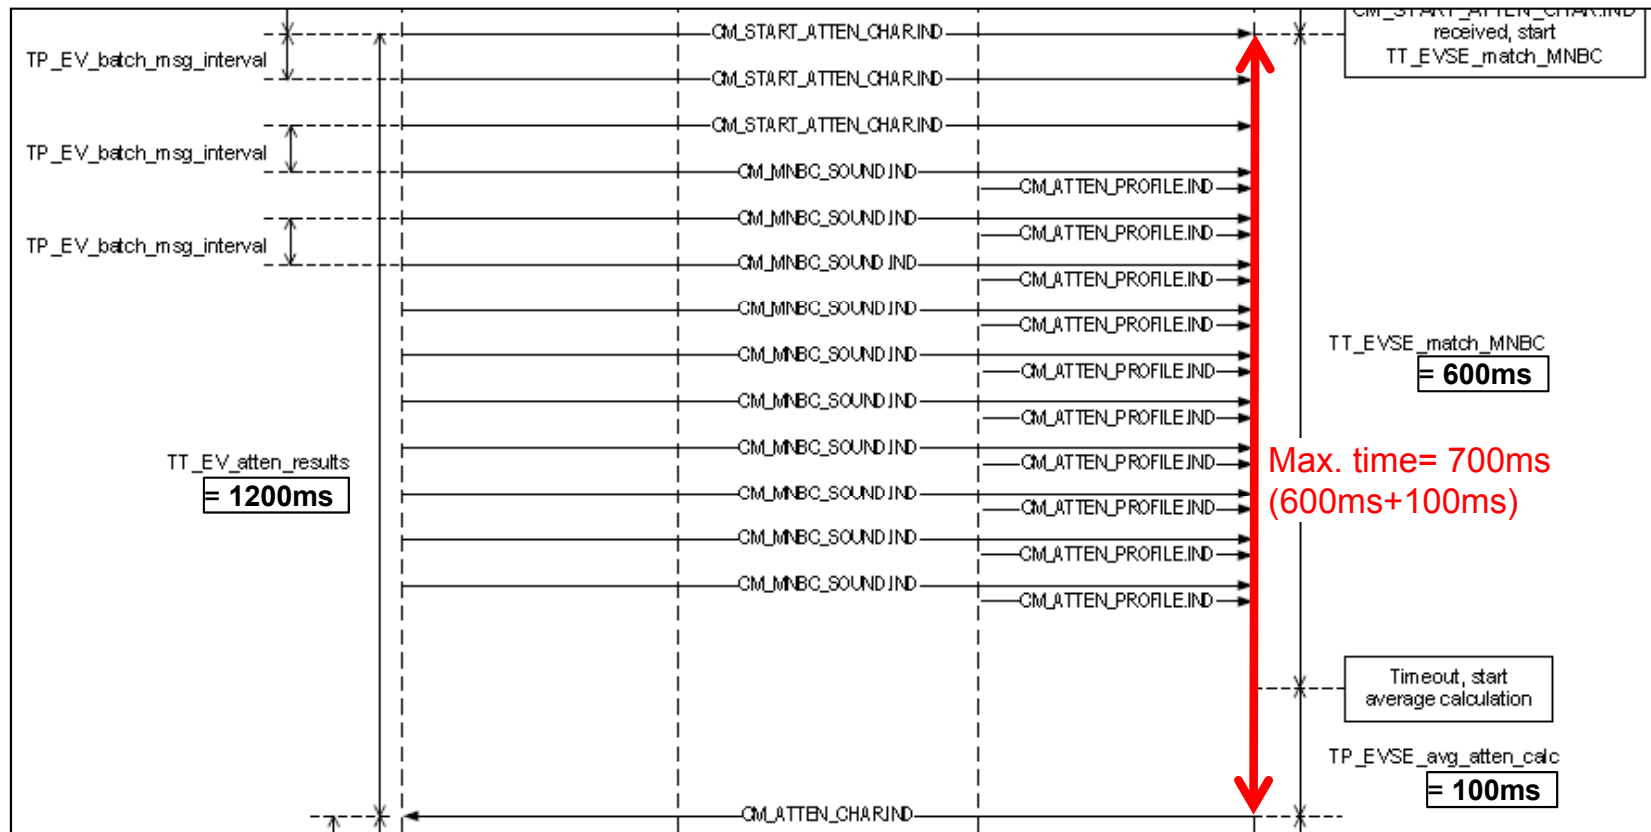 CM_START_ATTEN_CHAR.IND
received, start
TT_EVSE_match_MNBC
CM_START_ATTEN_CHAR.IND
TP_EV_batch_msg_interval
CM_START_ATTEN_CHAR.IND
CM_START_ATTEN_CHAR.IND
TP_EV_batch_msg_interval
CM_MNBC_SOUND.IND
CM_ATTEN_PROFILE.IND
CM_MNBC_SOUND.IND
CM_ATTEN_PROFILE.IND
TP_EV_batch_msg_interval
CM_MNBC_SOUND.IND
CM_ATTEN_PROFILE.IND
CM_MNBC_SOUND.IND
CM_ATTEN_PROFILE.IND
CM_MNBC_SOUND.IND
CM_ATTEN_PROFILE.IND
TT_EVSE_match_MNBC
= 600ms
CM_MNBC_SOUND.IND
CM_ATTEN_PROFILE.IND
CM_MNBC_SOUND.IND
CM_ATTEN_PROFILE.IND
TT_EV_atten_results
= 1200ms
Max. time= 700ms
(600ms+100ms)
CM_MNBC_SOUND.IND
CM_ATTEN_PROFILE.IND
CM_MNBC_SOUND.IND
CM_ATTEN_PROFILE.IND
CM_MNBC_SOUND.IND
CM_ATTEN_PROFILE.IND
Timeout, start
average calculation
TP_EVSE_avg_atten_calc
= 100ms
CM_ATTEN_CHAR.IND